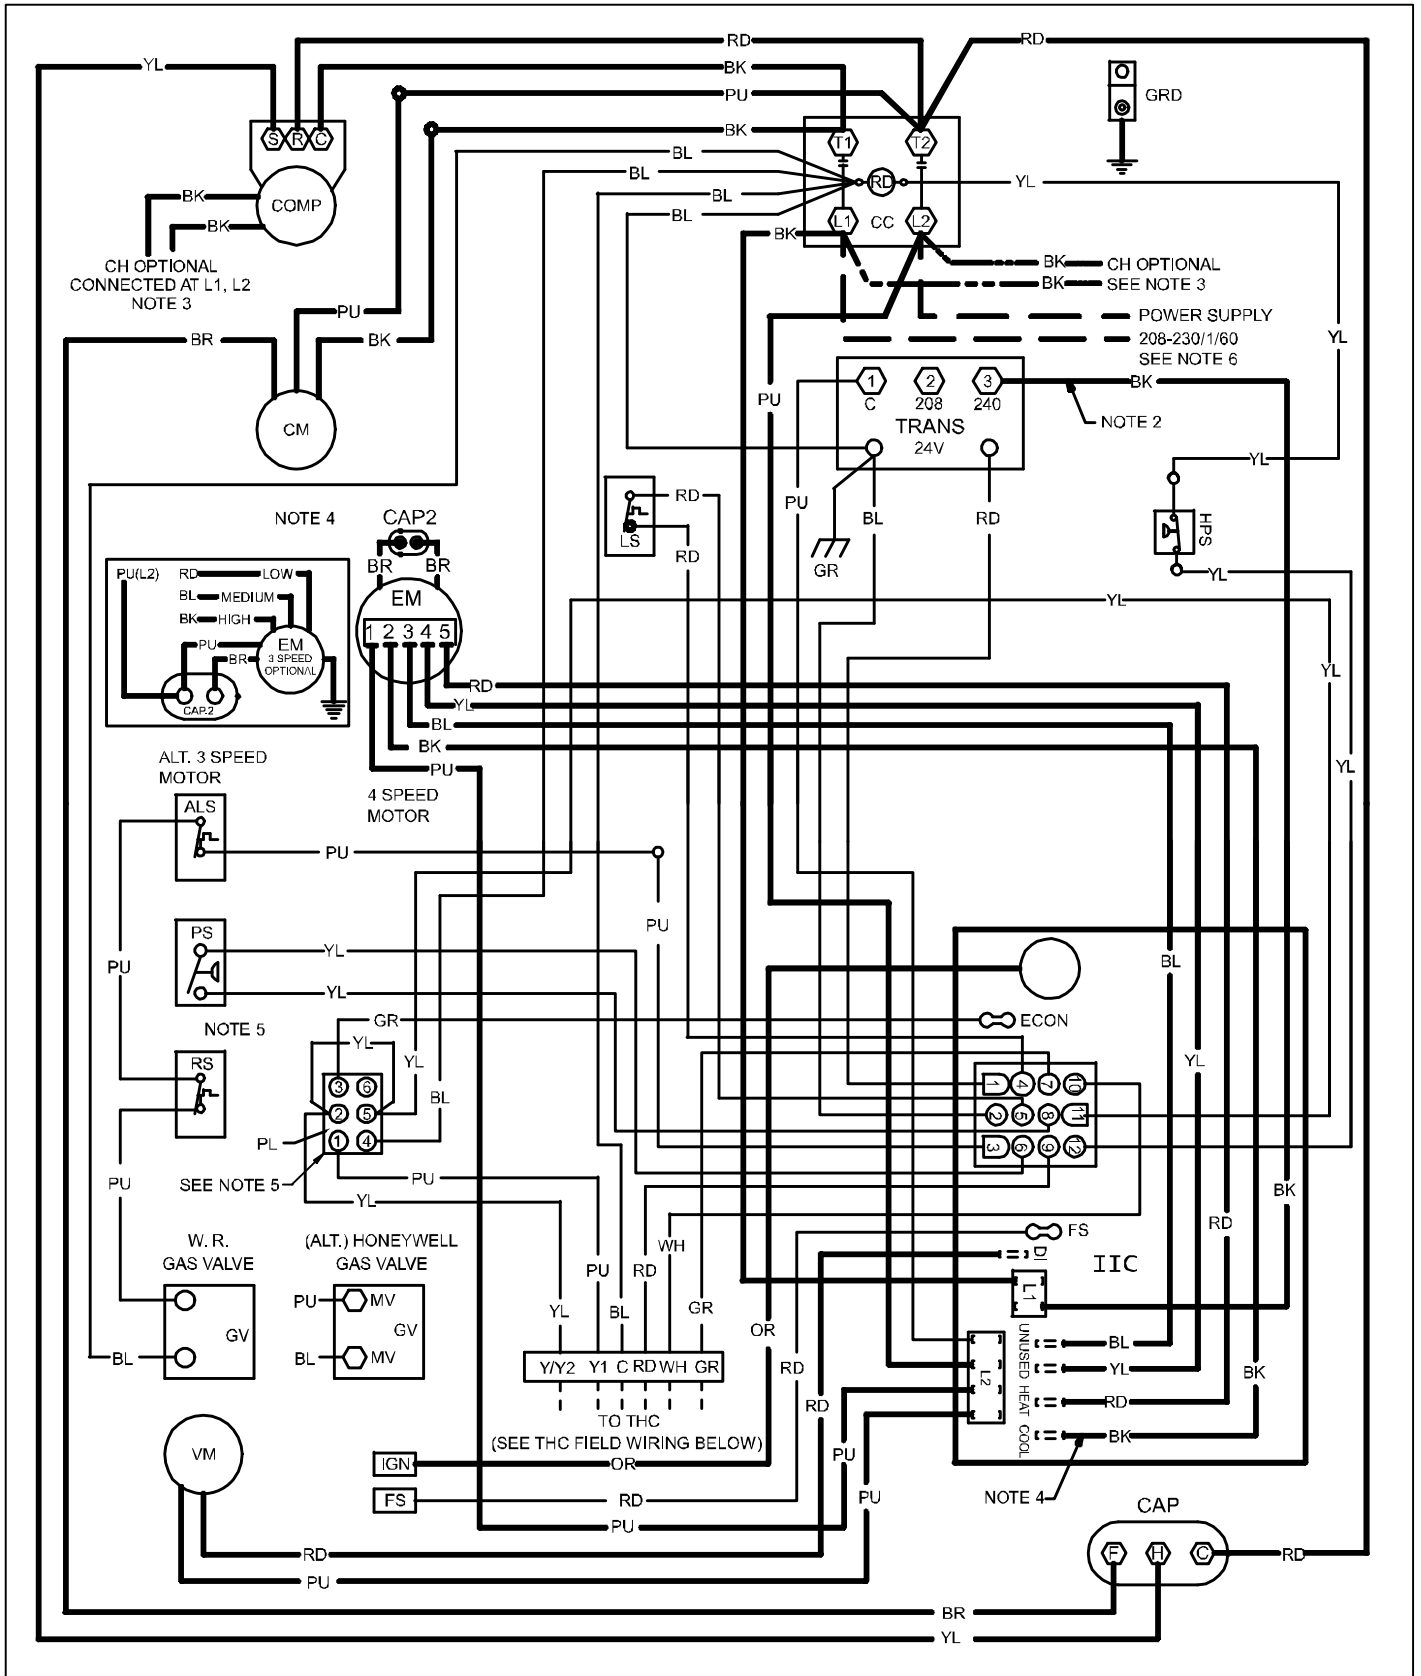 RD
RD
YL
BK
PU
GRD
BK
S R C
T1 T2
BL
BL
RD
YL
BK
COMP
BL
BK
BL
L1 CC L2
BK
CH OPTIONAL
CONNECTED AT L1, L2
NOTE 3
BK CH OPTIONAL
BK SEE NOTE 3
PU
POWER SUPPLY
208-230/1/60
SEE NOTE 6
BR
BK
YL
1 2 3
BK
C 208 240
PU
NOTE 2
TRANS
24V
CM
YL
RD
PU
BL
RD
NOTE 4
CAP2
LS
HPS
RD
BR BR
GR
YL
PU(L2)
RD LOW
BL MEDIUM
BK HIGH
EM
3 SPEED
OPTIONAL
PU
BR
CAP-2
EM
1 2 3 4 5
YL
YL
RD
YL
BL
BK
PU
YL
ALT. 3 SPEED
MOTOR
4 SPEED
MOTOR
ALS
PU
PU
PS
YL
PU
YL
BL
NOTE 5
GR
ECON
YL
YL
YL
RS
3 6
2 5
1 4
BL
1 4 7 10
2 5 8 11
3 6 9 12
PL
SEE NOTE 5
PU
PU
YL
BK
RD
FS
WH
W. R.
GAS VALVE
(ALT.) HONEYWELL
GAS VALVE
DI
IIC
PU
RD
L1
PU MV
GV
GV
BL MV
BL
YL
BL
GR
OR
UNUSED HEAT COOL
BL
YL
RD
BK
L2
BK
Y/Y2 Y1 C RD WH GR
RD
RD
TO THC
(SEE THC FIELD WIRING BELOW)
VM
IGN
OR
PU
FS
RD
PU
NOTE 4
PU
CAP
RD
PU
F H C
RD
BR
YL